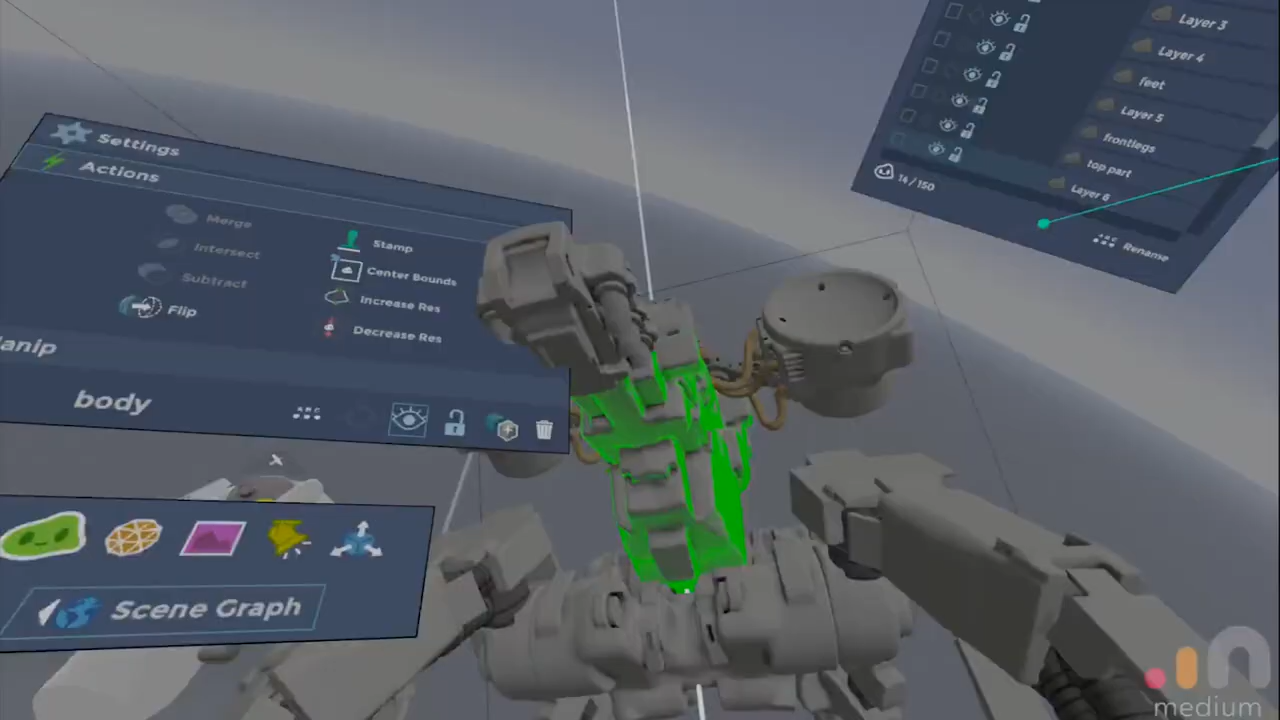 Settings
Actions
Merge
Intersect
Subtract
Flip
Stamp
Center Bounds
Increase Res
Decrease Res
anip
body
Scene Graph
Layer 3
Layer 4
feet
Layer 5
frontlegs
top part
Layer 6
14/150
Rename
medium